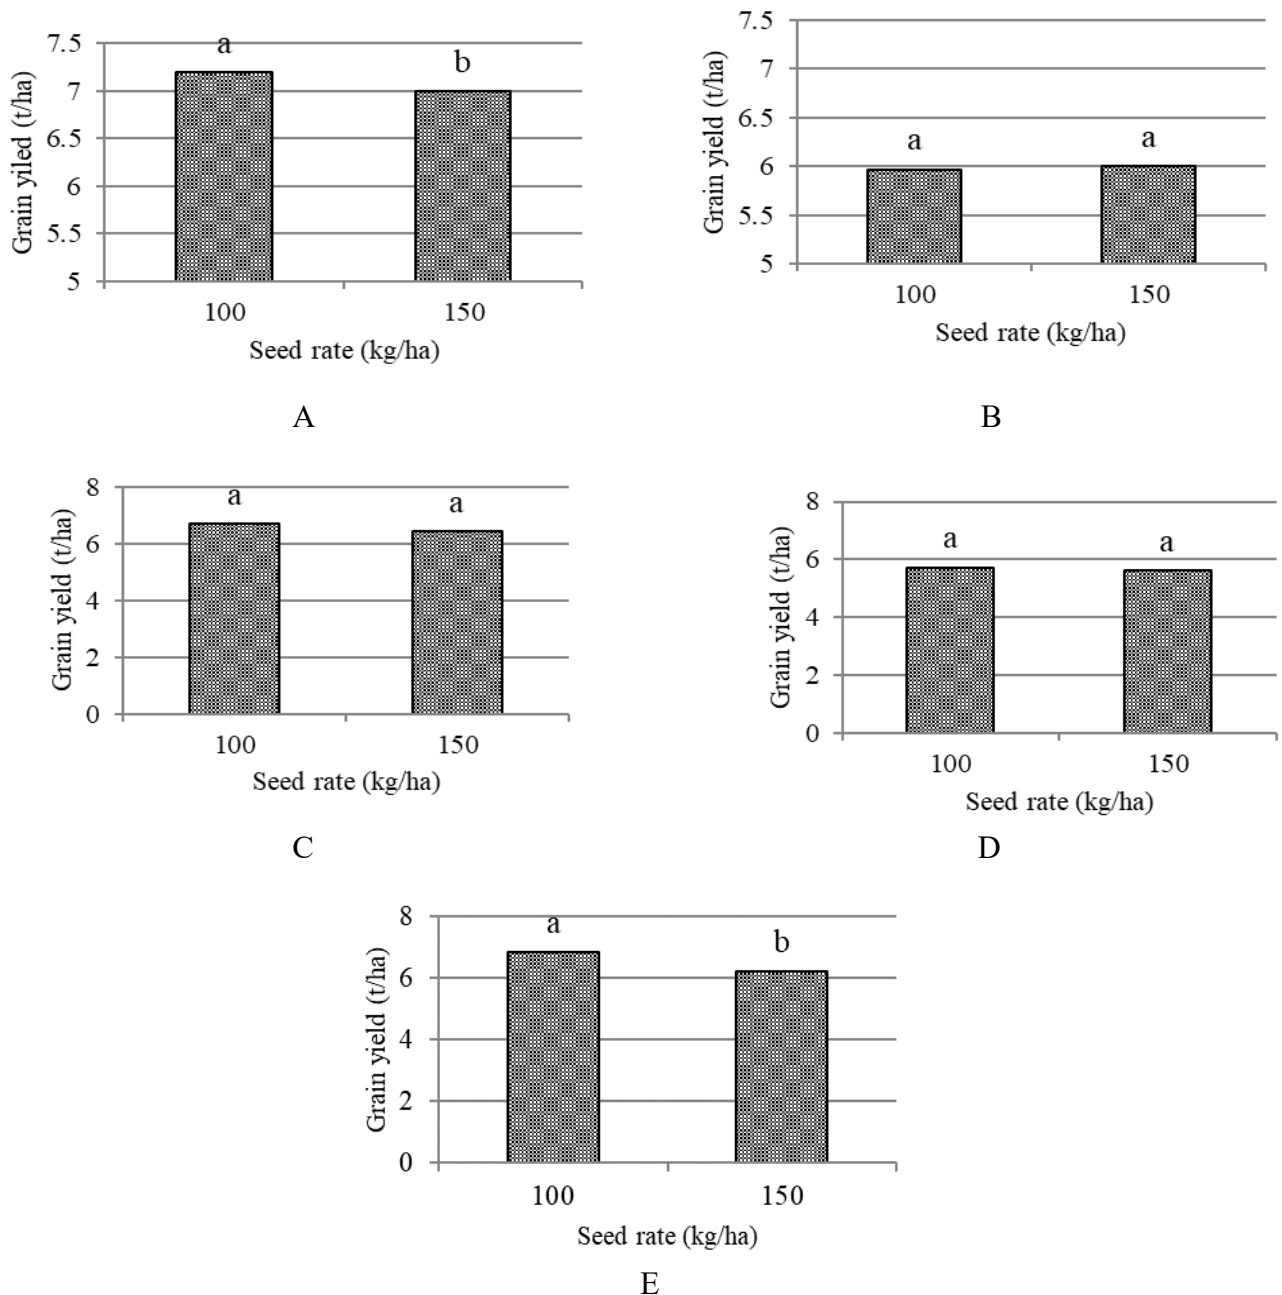 a
b
7.5
7
6.5
6
5.5
5
Grain yiled (t/ha)
100
150
Seed rate (kg/ha)
A
a
a
7.5
7
6.5
6
5.5
5
Grain yield (t/ha)
100
150
Seed rate (kg/ha)
B
a
a
8
6
4
2
0
Grain yield (t/ha)
100
150
Seed rate (kg/ha)
C
a
a
8
6
4
2
0
Grain yield (t/ha)
100
150
Seed rate (kg/ha)
D
a
b
8
6
4
2
0
Grain yield (t/ha)
100
150
Seed rate (kg/ha)
E